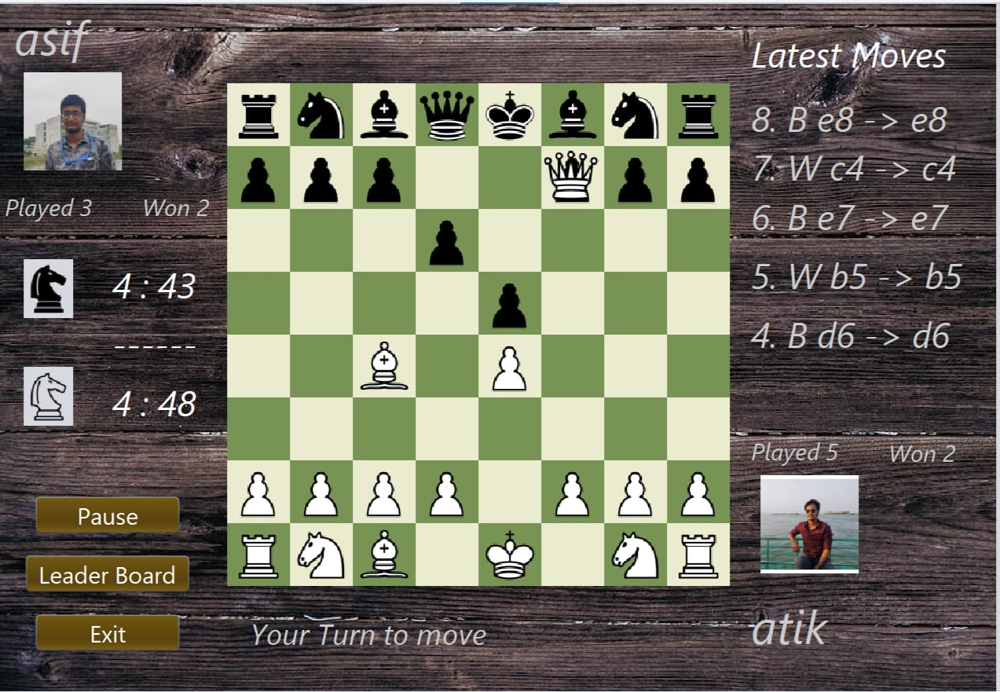 asif
Played 3 Won 2
4 : 43
------
4 : 48
Pause
Leader Board
Exit
Your Turn to move
Latest Moves
8. B e8 -> e8
7. W c4 -> c4
6. B e7 -> e7
5. W b5 -> b5
4. B d6 -> d6
Played 5 Won 2
atik